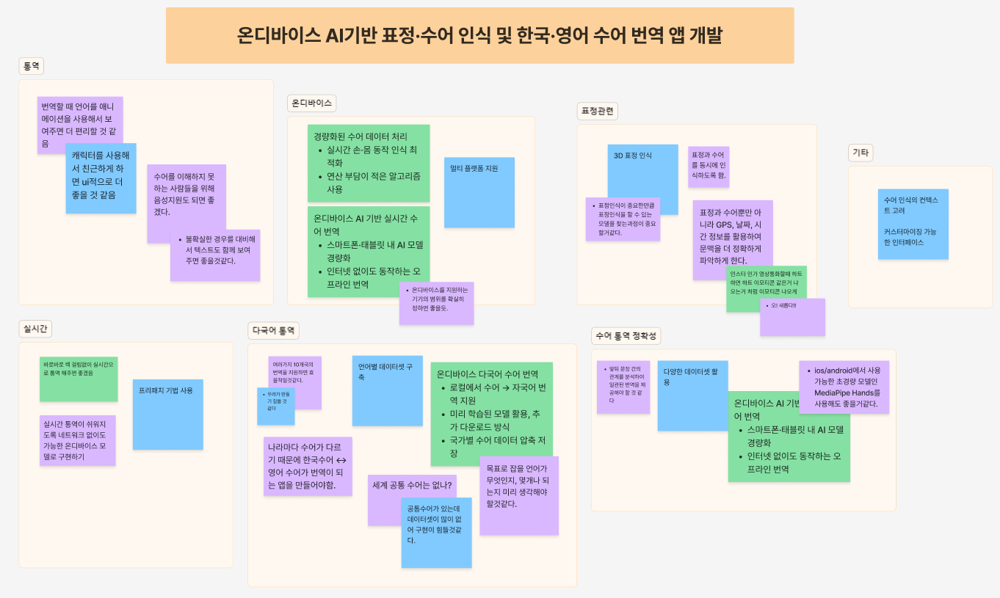 온디바이스 AI기반 표정·수어 인식 및 한국·영어 수어 번역 앱 개발
통역
번역할 때 언어를 애니
메이션을 사용해서 보
여주면 더 편리할 것 같
음
캐릭터를 사용해
서 친근하게 하
면 ui적으로 더
좋을 것 같음
수어를 이해하지 못
하는 사람들을 위해
음성지원도 되면 좋
겠다.
• 불확실한 경우를 대비해
서 텍스트도 함께 보여
주면 좋을것같다.
온디바이스
경량화된 수어 데이터 처리
• 실시간 손·몸 동작 인식 최
적화
• 연산 부담이 적은 알고리즘
사용
멀티 플랫폼 지원
온디바이스 AI 기반 실시간 수
어 번역
• 스마트폰·태블릿 내 AI 모델
경량화
• 인터넷 없이도 동작하는 오
프라인 번역
• 온디바이스를 지원하는
기기의 범위를 확실히
정하면 좋을듯.
표정관련
3D 표정 인식
표정과 수어
를 동시에 인
식하도록 함.
• 표정인식이 중요한만큼
표정인식을 할 수 있는
모델을 찾는과정이 중요
할거같다.
표정과 수어뿐만 아
니라 GPS, 날짜, 시
간 정보를 활용하여
문맥을 더 정확하게
파악하게 한다.
인스타 인가 영상통화할때 하트
하면 하트 이모티콘 같은거 나
오는거 처럼 이모티콘 나오게
• 오! 새롭다!!
기타
수어 인식의 컨텍스
트 고려
커스터마이징 가능
한 인터페이스
실시간
바로바로 렉 걸림없이 실시간으
로 통역 해주면 좋겠음
프리패치 기법 사용
실시간 통역이 쉬워지
도록 네트워크 없이도
가능한 온디바이스 모
델로 구현하기
다국어 통역
여러가지 10개국의
번역을 지원하면 효
율적일것같다.
• 우리가 만들
기 힘들 것
같다
언어별 데이터셋 구
축
온디바이스 다국어 수어 번역
• 로컬에서 수어 → 자국어 번
역 지원
• 미리 학습된 모델 활용, 추
가 다운로드 방식
• 국가별 수어 데이터 압축 저
장
나라마다 수어가 다르
기 때문에 한국수어 ↔
영어 수어가 번역이 되
는 앱을 만들어야함.
세계 공통 수어는 없나?
공통수어가 있는데
데이터셋이 많이 없
어 구현이 힘들것같
다.
목표로 잡을 언어가
무엇인지, 몇개나 되
는지 미리 생각해야
할것같다.
수어 통역 정확성
• 앞뒤 문장 간의
관계를 분석하여
일관된 번역을 제
공해야 할 것 같
다
다양한 데이터셋 활
용
• ios/android에서 사용
가능한 초경량 모델인
MediaPipe Hands를
사용해도 좋을거같다.
온디바이스 AI 기반
어 번역
• 스마트폰·태블릿 내 AI 모델
경량화
• 인터넷 없이도 동작하는 오
프라인 번역